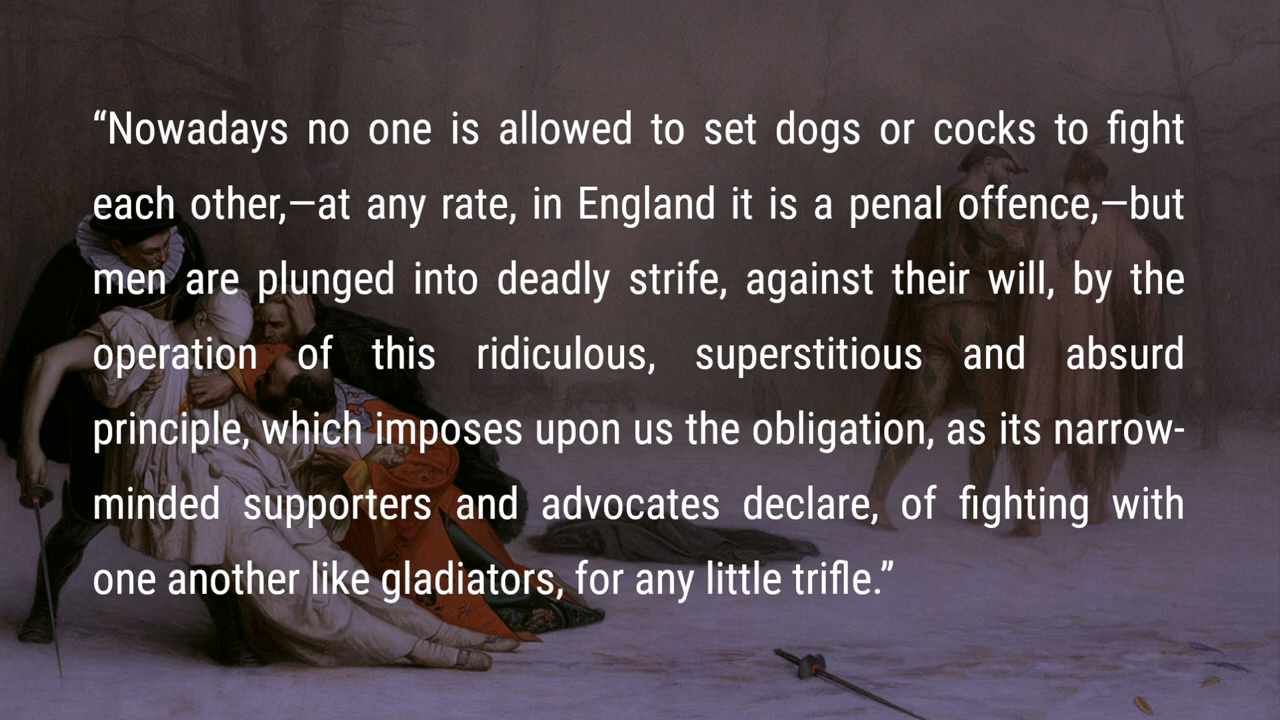 “Nowadays no one is allowed to set dogs or cocks to fight
each other,—at any rate, in England it is a penal offence,—but
men are plunged into deadly strife, against their will, by the
operation of this ridiculous, superstitious and absurd
principle, which imposes upon us the obligation, as its narrow-
minded supporters and advocates declare, of fighting with
one another like gladiators, for any little trifle.”